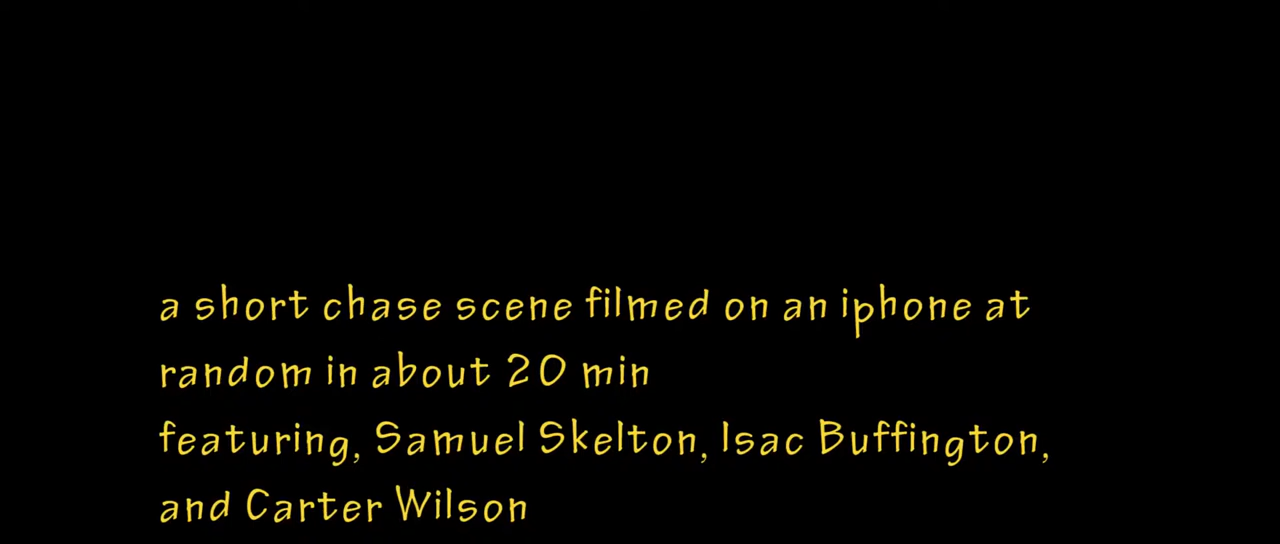 a short chase scene filmed on an iphone at
random in about 20 min
featuring, Samuel Skelton, Isac Buffington,
and Carter Wilson